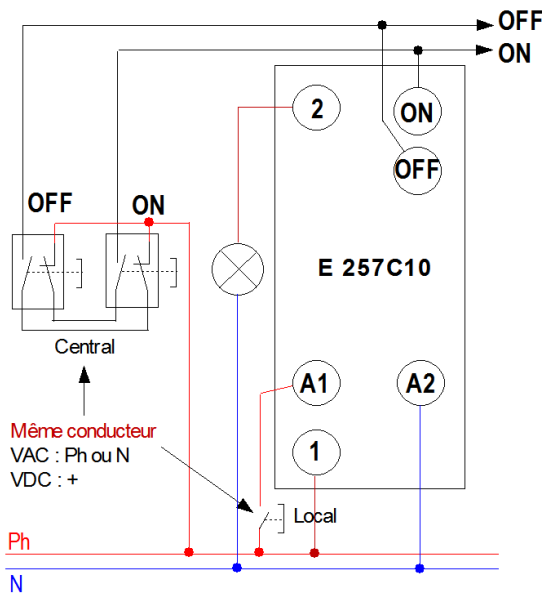 OFF
ON
2
ON
OFF
OFF
ON
E 257C10
Central
A1
A2
Même conducteur
VAC : Ph ou N
VDC : +
1
Local
Ph
N